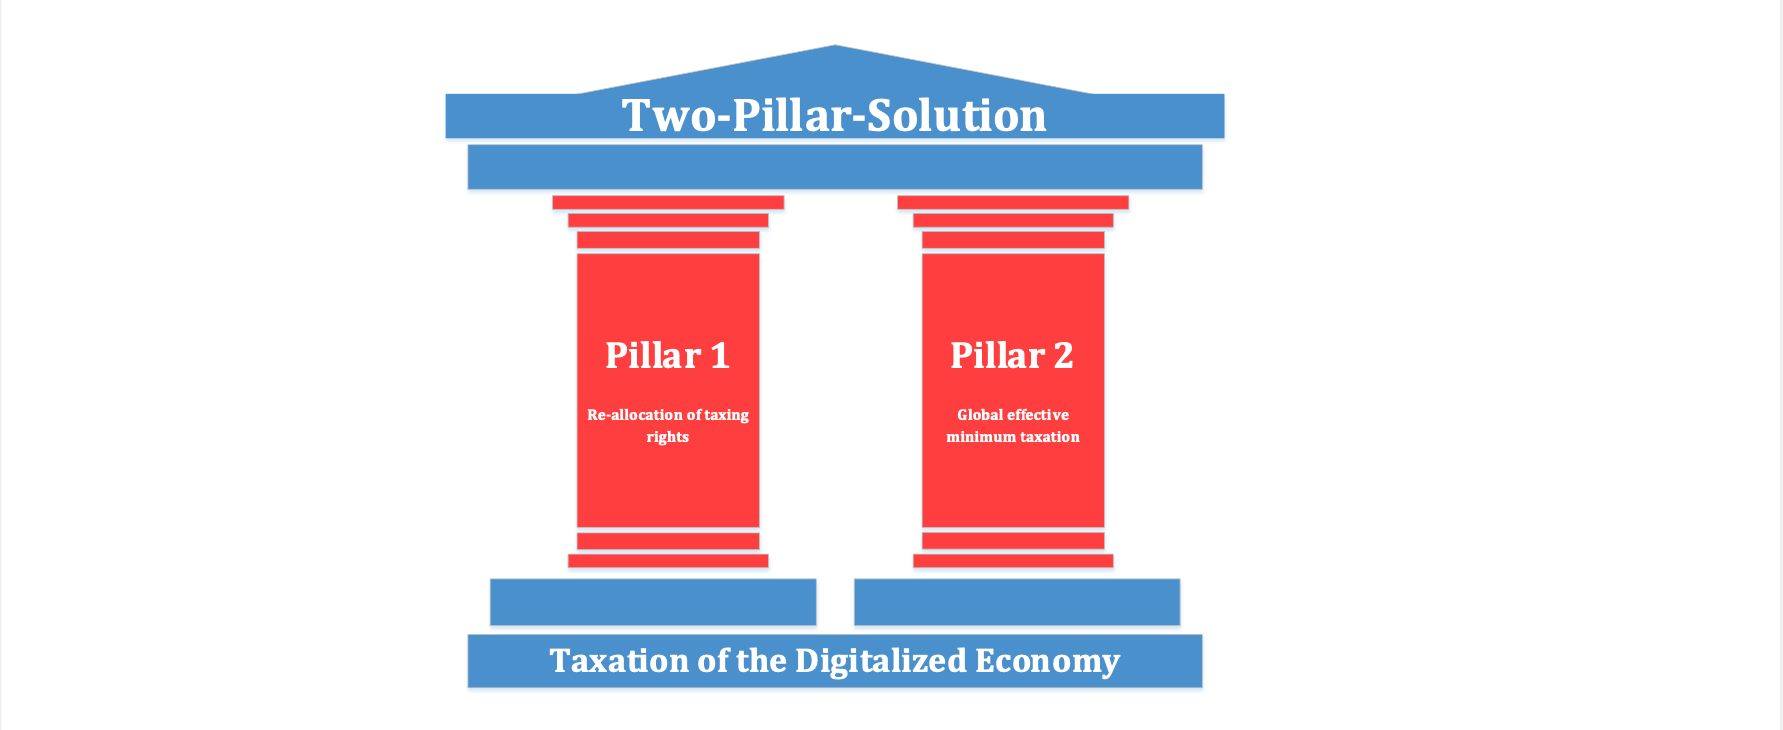 Two-Pillar-Solution
Pillar 1
Re-allocation of taxing
rights
Pillar 2
Global effective
minimum taxation
Taxation of the Digitalized Economy